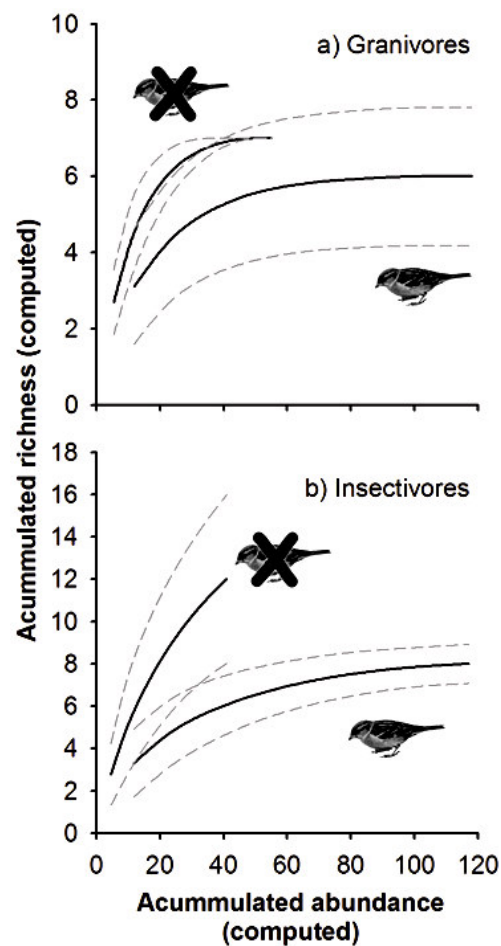 a) Granivores
10
8
6
4
2
0
Acummulated richness (computed)
b) Insectivores
18
16
14
12
10
8
6
4
2
0
0 20 40 60 80 100 120
Acummulated abundance
(computed)